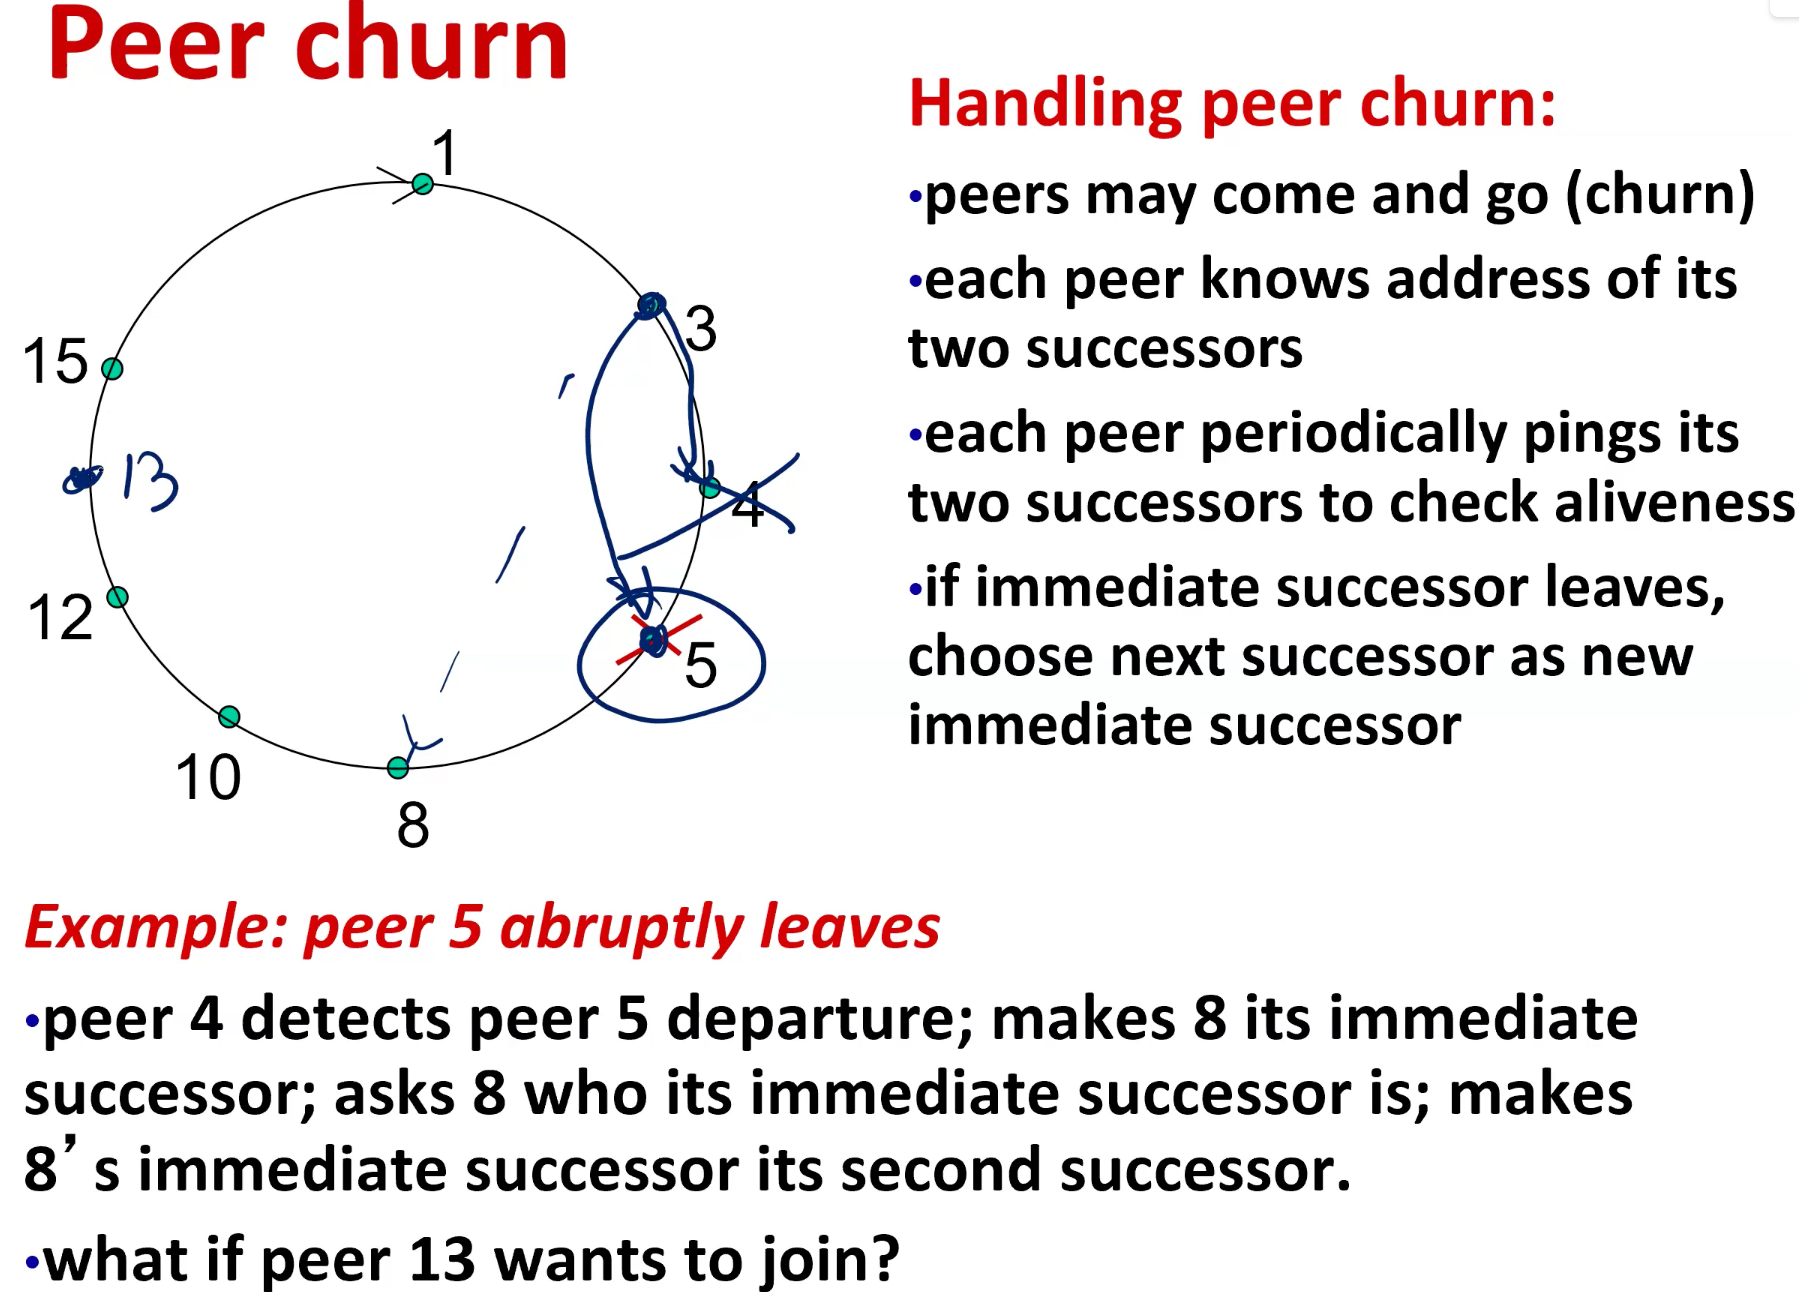 Peer churn
1
3
4
5
8
10
12
13
15
Handling peer churn:
•peers may come and go (churn)
•each peer knows address of its
two successors
•each peer periodically pings its
two successors to check aliveness
•if immediate successor leaves,
choose next successor as new
immediate successor
Example: peer 5 abruptly leaves
•peer 4 detects peer 5 departure; makes 8 its immediate
successor; asks 8 who its immediate successor is; makes
8’s immediate successor its second successor.
•what if peer 13 wants to join?